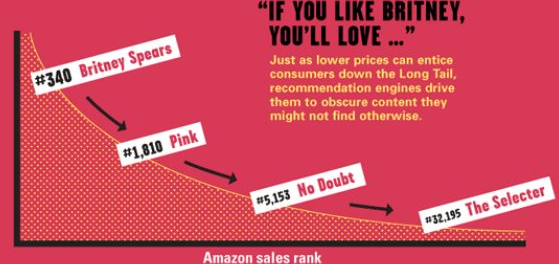 "IF YOU LIKE BRITNEY,
YOU'LL LOVE ..."
Just as lower prices can entice
consumers down the Long Tail,
recommendation engines drive
them to obscure content they
might not find otherwise.
#340 Britney Spears
#1,810 Pink
#5,153 No Doubt
#32,195 The Selecter
Amazon sales rank